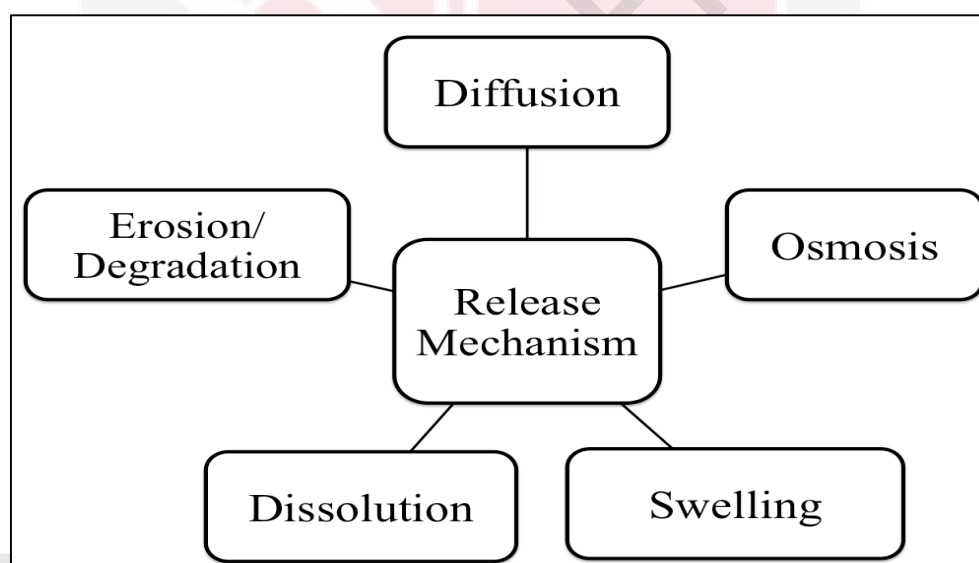 Diffusion
Erosion/
Degradation
Osmosis
Release
Mechanism
Dissolution
Swelling